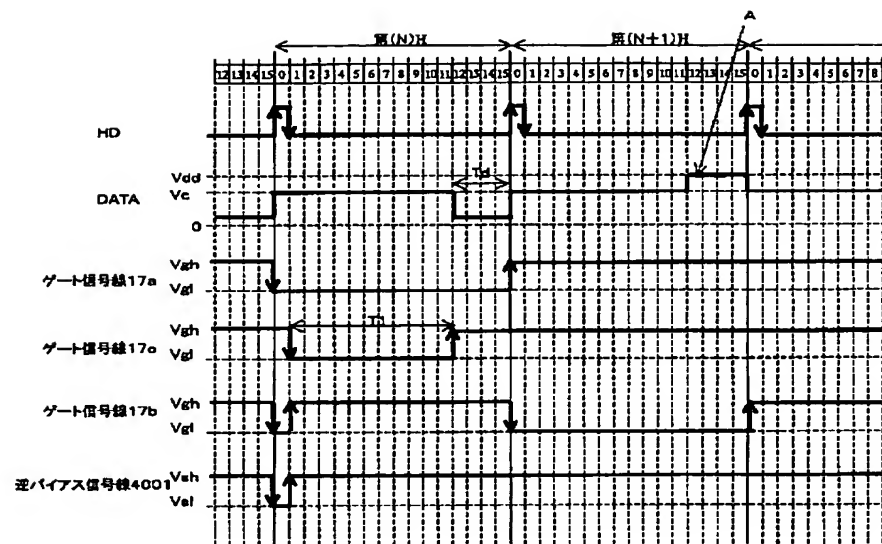 A
第(N)H 第(N+1)H
12 13 14 15 0 1 2 3 4 5 6 7 8 9 10 11 12 13 14 15 0 1 2 3 4 5 6 7 8 9 10 11 12 13 14 15 0 1 2 3 4 5 6 7 8
HD
Vdd
Td
DATA Vc
0
ゲート信号線17a Vgh
Vgl
Vgh
ゲート信号線17c Vgl
Vgh
ゲート信号線17b
Vgl
逆バイアス信号線4001 Vsh
Vsl